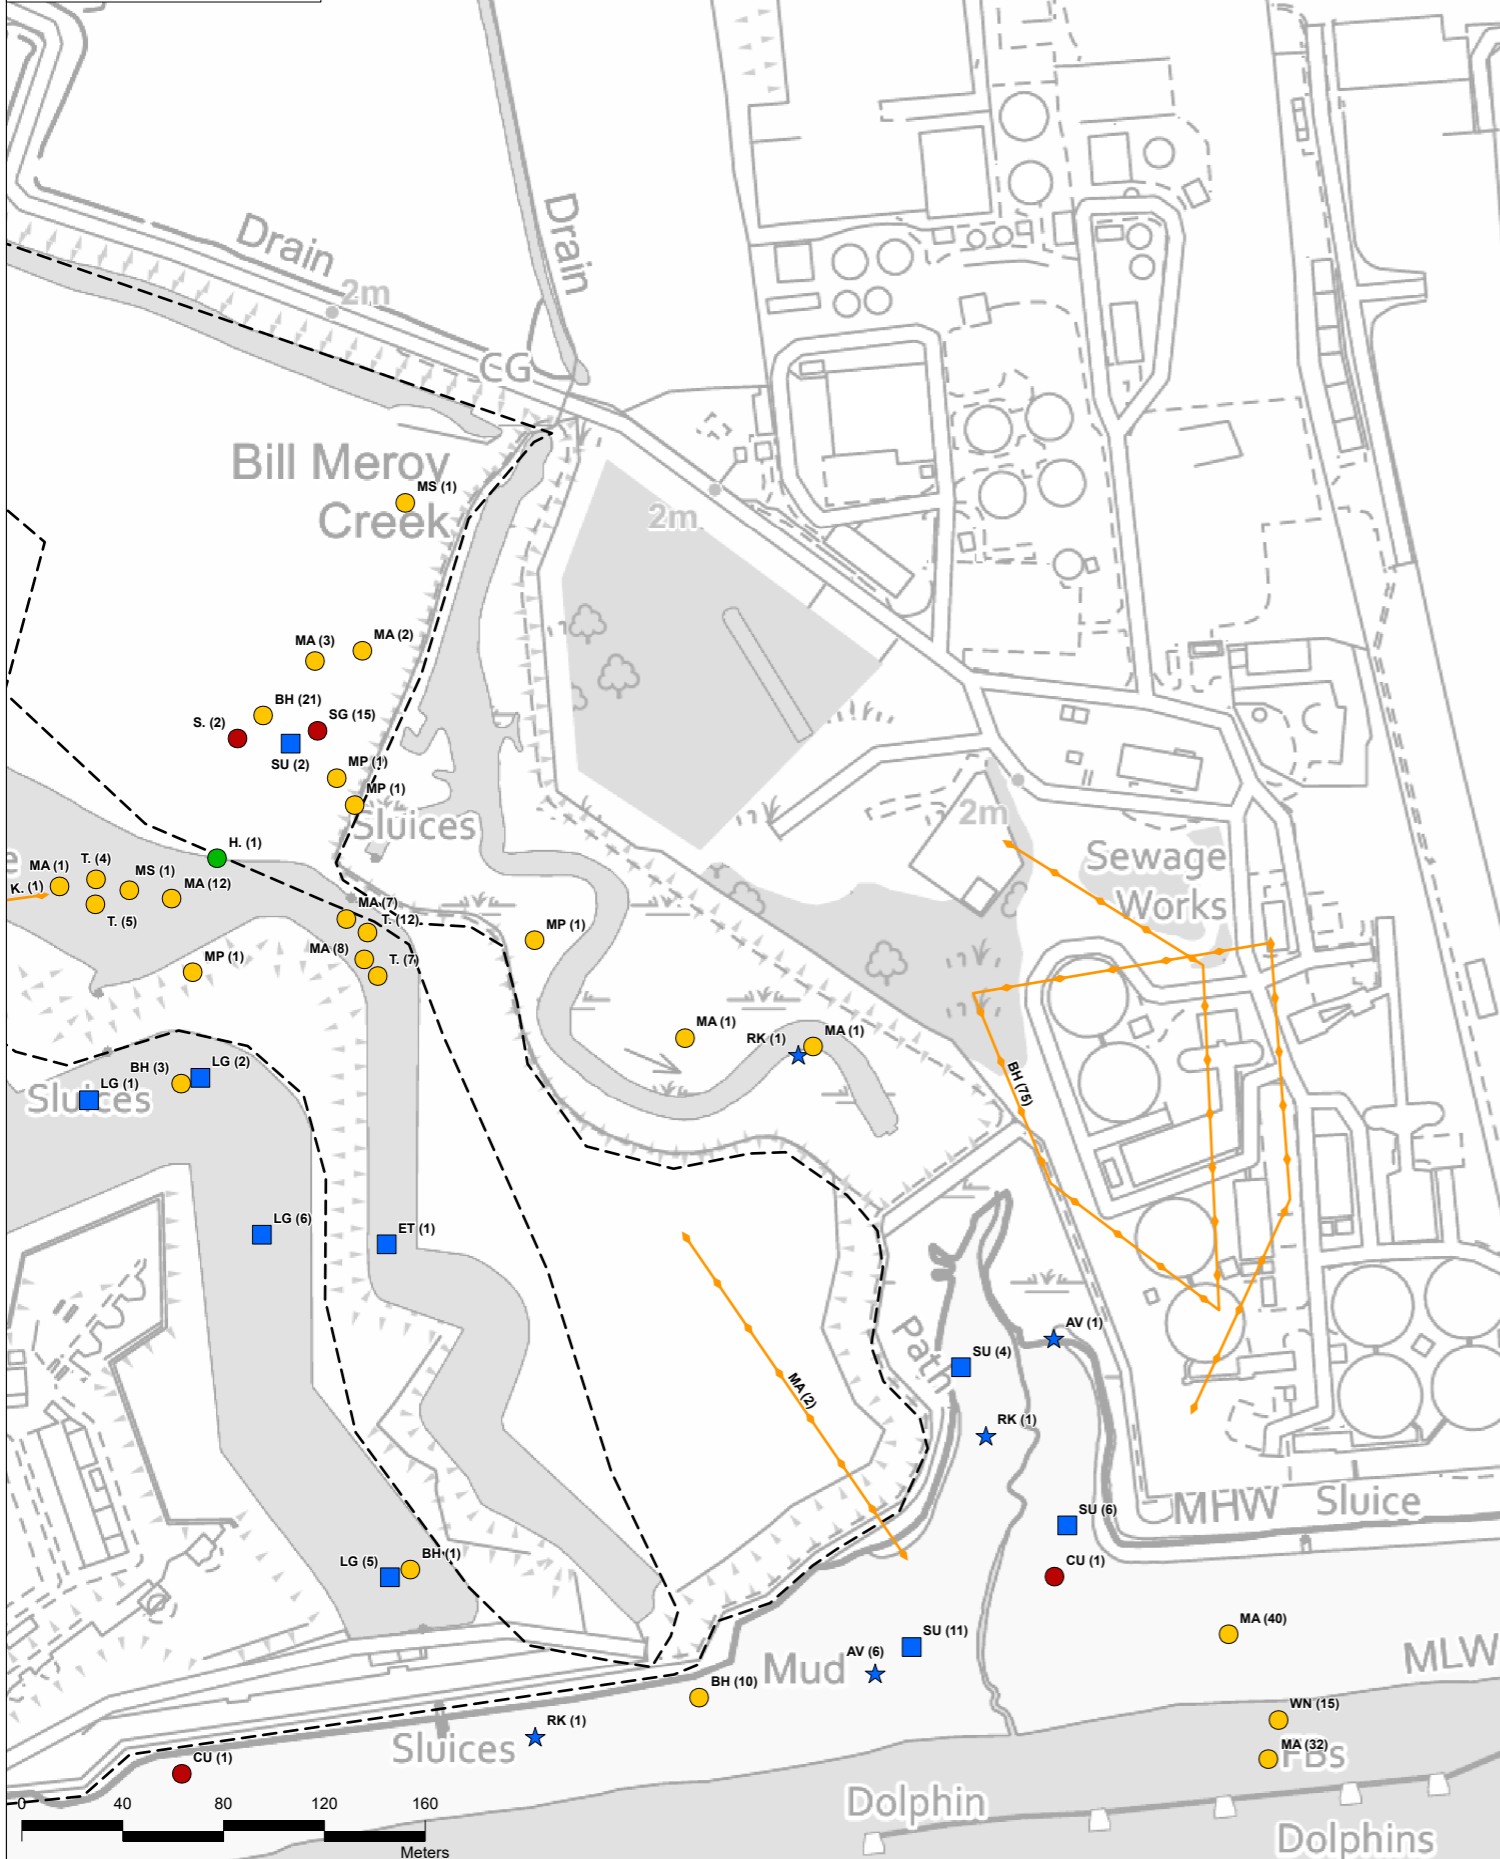 Drain
Drain
2m
CG
Bill Meroy
Creek
MS (1)
2m
MA (3)
MA (2)
BH (21)
S. (2)
SG (15)
SU (2)
MP (1)
MP (1)
Sluices
2m
H. (1)
Sewage
Works
e
MA (1)
T. (4)
MS (1)
K. (1)
MA (12)
T. (5)
MA (7)
T. (12)
MP (1)
MA (8)
T. (7)
MP (1)
MA (1)
RK (1)
MA (1)
BH (3)
LG (2)
LG (1)
Sluices
BH (75)
LG (6)
ET (1)
AV (1)
Path
SU (4)
MA (2)
RK (1)
MHW
Sluice
SU (6)
LG (5)
BH (1)
CU (1)
MA (40)
SU (11)
AV (6)
Mud
MLW
BH (10)
WN (15)
RK (1)
Sluices
MA (32)
FBs
CU (1)
Dolphin
0 40 80 120 160
Meters
Dolphins